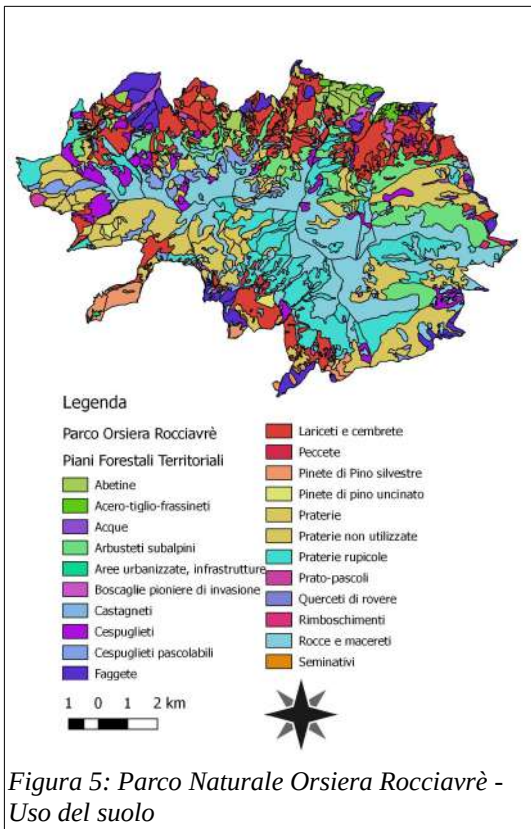 Legenda
Parco Orsiera Rocciavrè
Piani Forestali Territoriali
Abetine
Acero-tiglio-frassineti
Acque
Arbusteti subalpini
Aree urbanizzate, infrastrutture
Boscaglie pioniere di invasione
Castagneti
Cespuglieti
Cespuglieti pascolabili
Faggete
Lariceti e cembrete
Peccete
Pinete di Pino silvestre
Pinete di pino uncinato
Praterie
Praterie non utilizzate
Praterie rupicole
Prato-pascoli
Querceti di rovere
Rimboschimenti
Rocce e macereti
Seminativi
1 0 1 2 km
Figura 5: Parco Naturale Orsiera Rocciavrè -
Uso del suolo